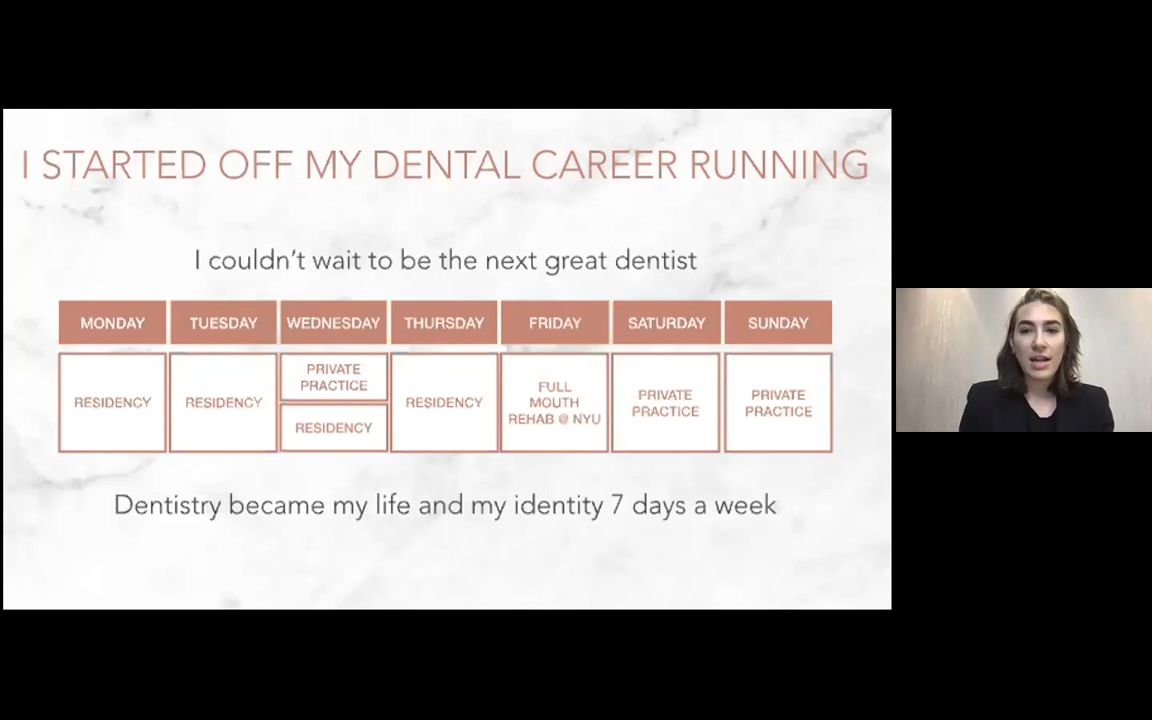 I STARTED OFF MY DENTAL CAREER RUNNING
I couldn't wait to be the next great dentist
MONDAY TUESDAY WEDNESDAY THURSDAY FRIDAY SATURDAY SUNDAY
RESIDENCY
RESIDENCY
PRIVATE
PRACTICE
RESIDENCY
RESIDENCY
FULL
MOUTH
REHAB @ NYU
PRIVATE
PRACTICE
PRIVATE
PRACTICE
Dentistry became my life and my identity 7 days a week